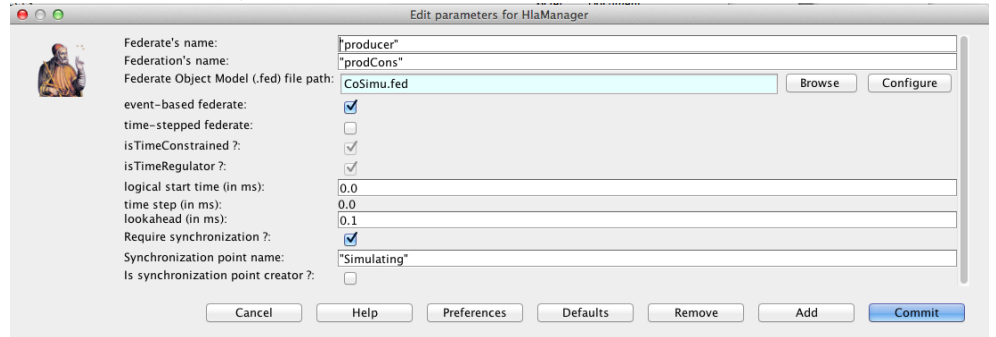 Edit parameters for HlaManager
Federate's name: "producer"
Federation's name: "prodCons"
Federate Object Model (.fed) file path: CoSimu.fed Browse Configure
event-based federate:
time-stepped federate:
isTimeConstrained ?:
isTimeRegulator ?:
logical start time (in ms): 0.0
time step (in ms): 0.0
lookahead (in ms): 0.1
Require synchronization ?:
Synchronization point name: "Simulating"
Is synchronization point creator ?:
Cancel Help Preferences Defaults Remove Add Commit